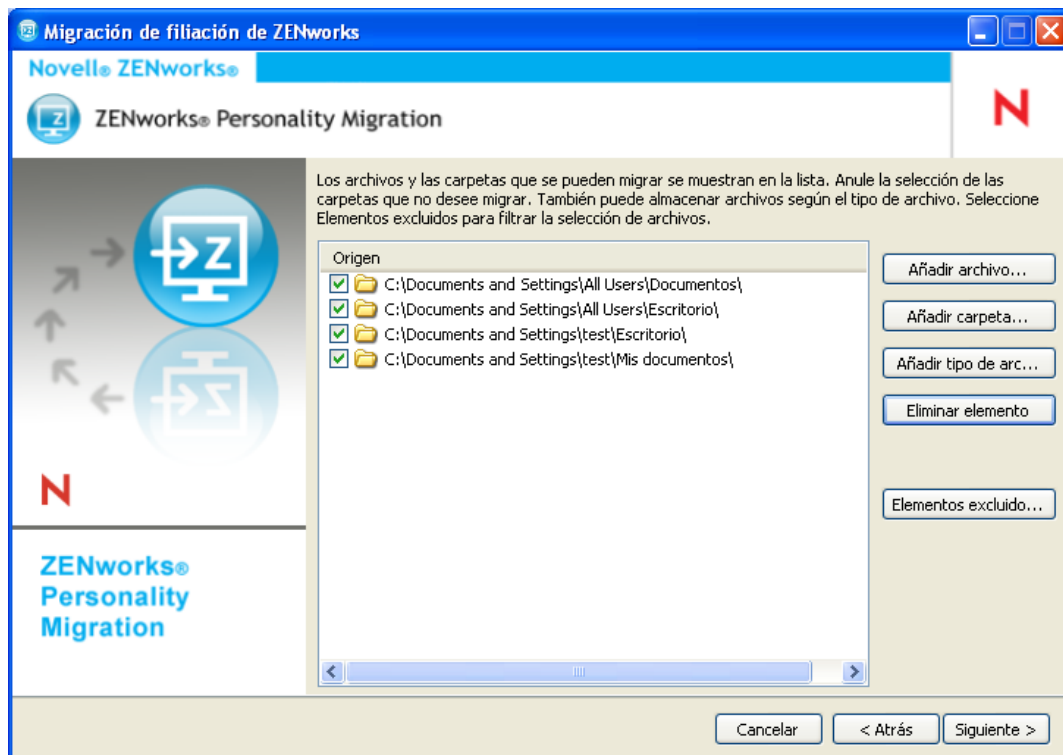 Migración de filiación de ZENworks
Novell® ZENworks®
ZENworks® Personality Migration
N
Los archivos y las carpetas que se pueden migrar se muestran en la lista. Anule la selección de las
carpetas que no desee migrar. También puede almacenar archivos según el tipo de archivo. Seleccione
Elementos excluidos para filtrar la selección de archivos.
Origen
C:\Documents and Settings\All Users\Documentos\
C:\Documents and Settings\All Users\Escritorio\
C:\Documents and Settings\test\Escritorio\
C:\Documents and Settings\test\Mis documentos\
Añadir archivo...
Añadir carpeta...
Añadir tipo de arc...
Eliminar elemento
Elementos excluido...
Z
N
ZENworks®
Personality
Migration
Cancelar
< Atrás
Siguiente >